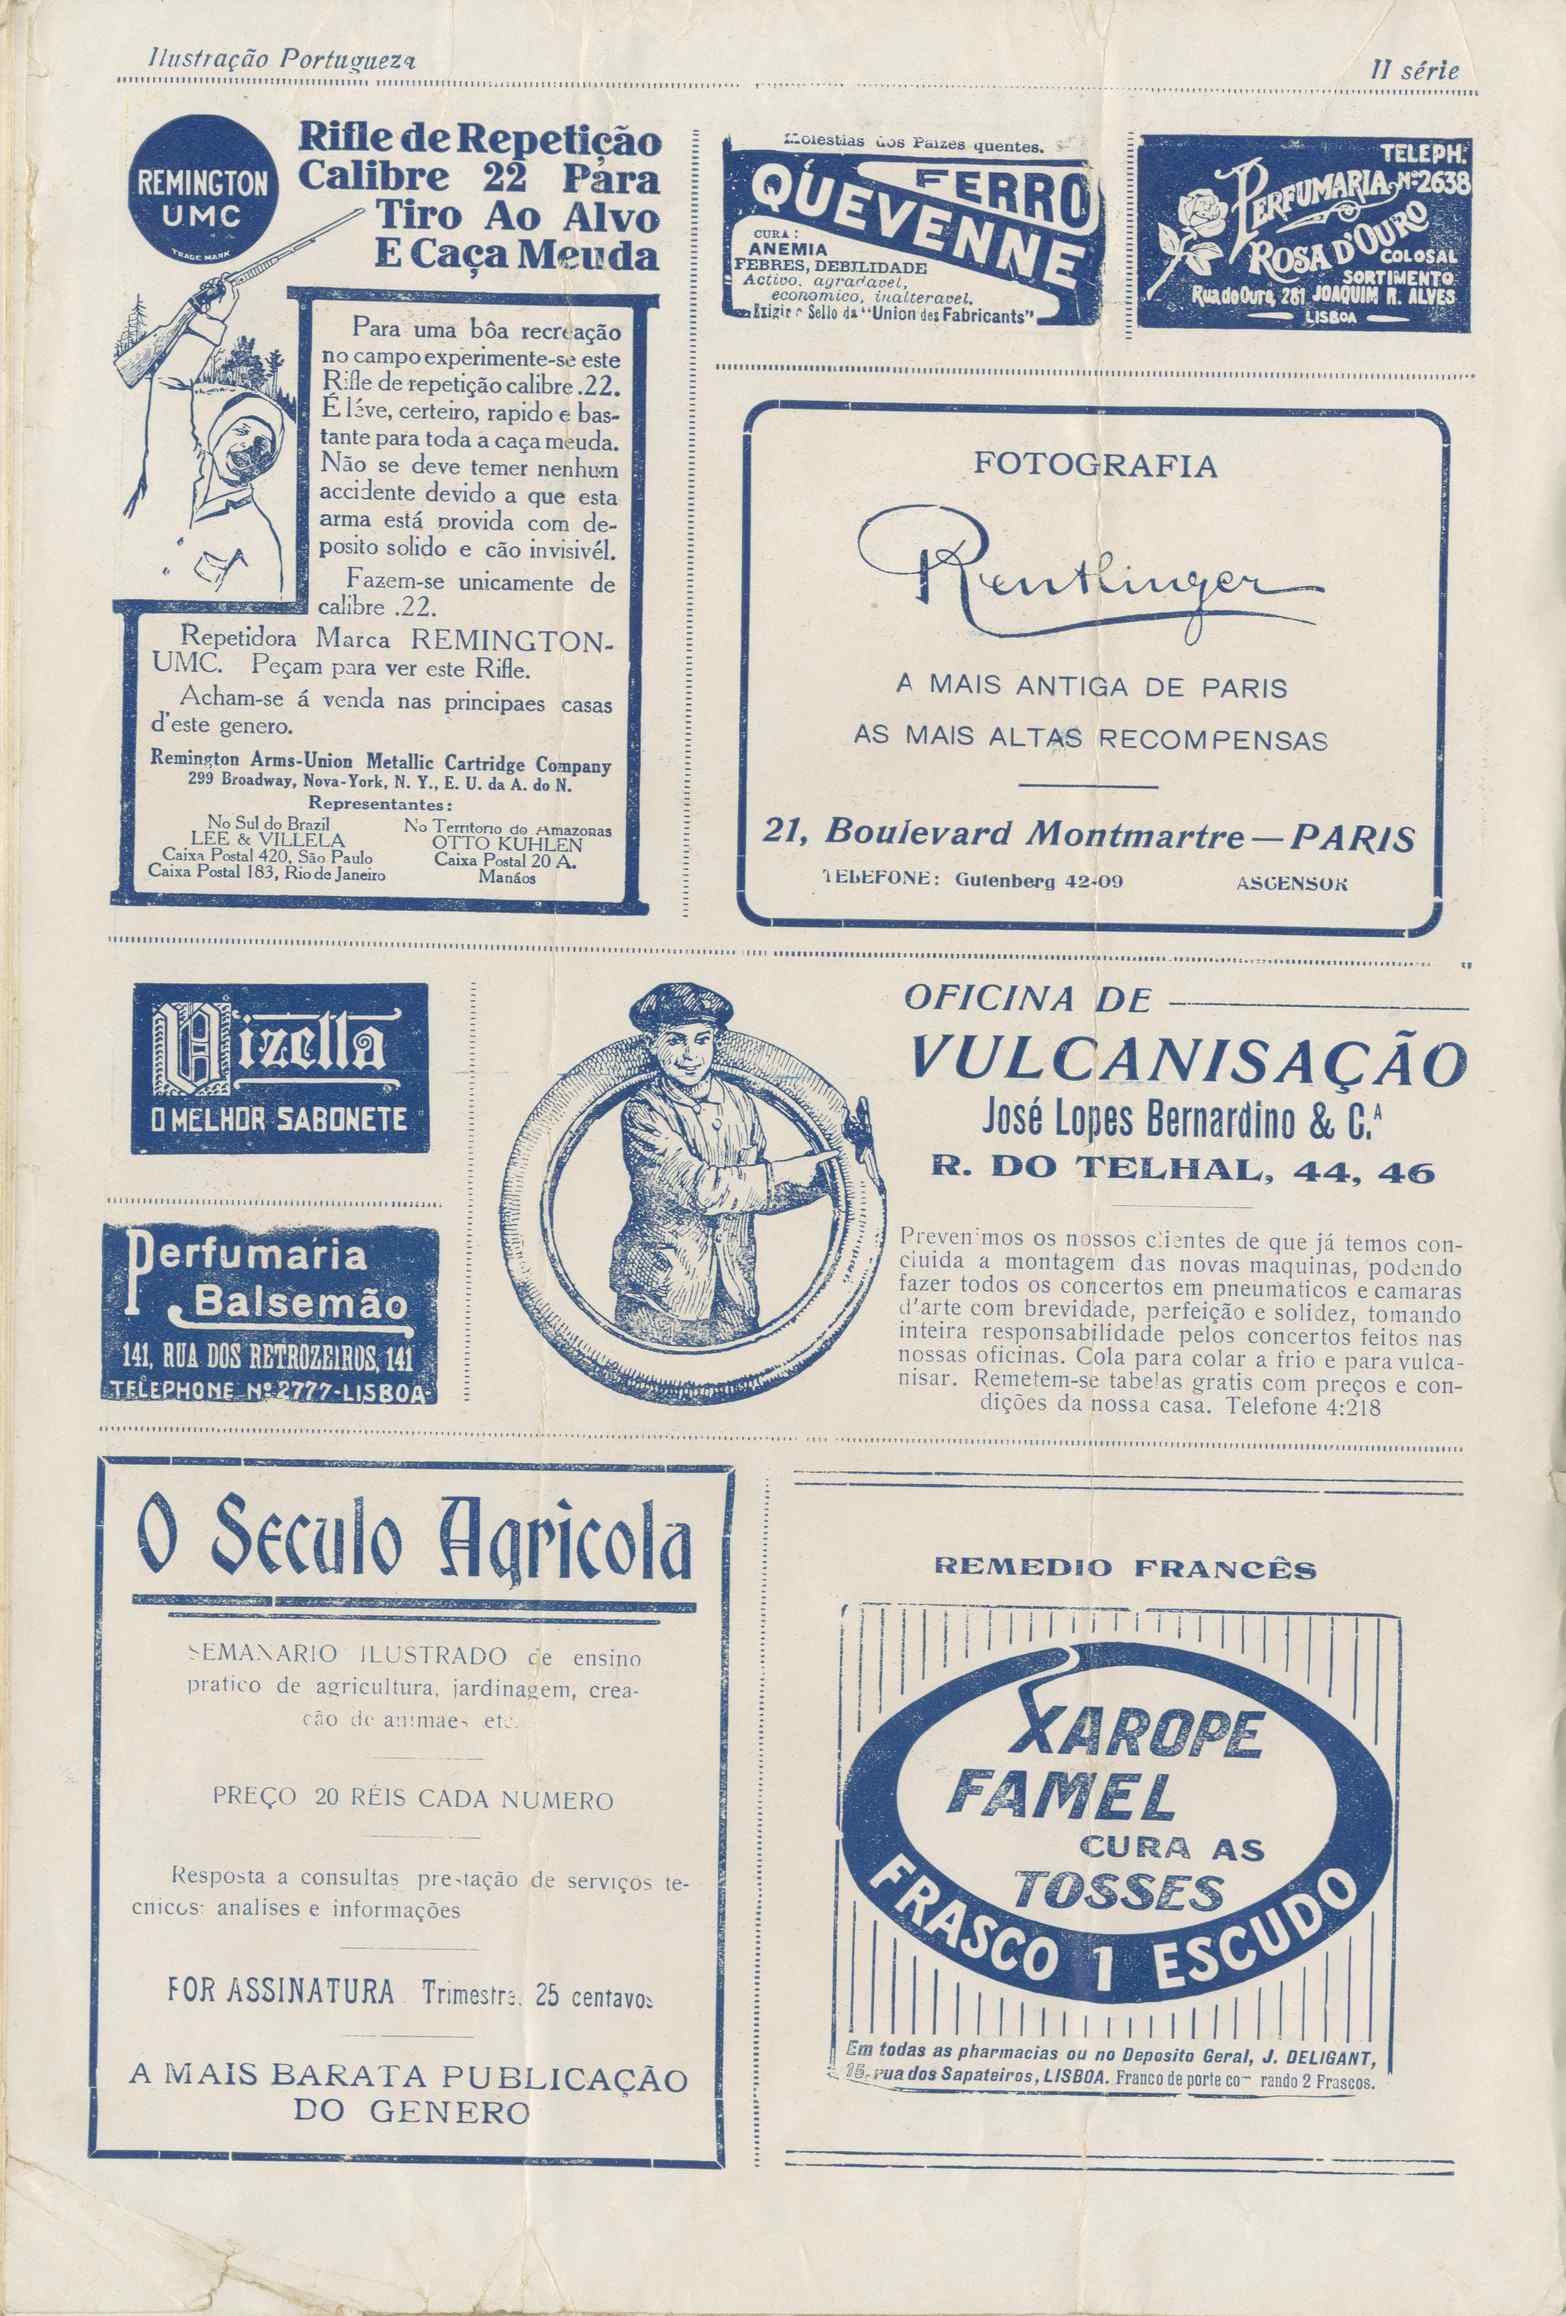 Ilustração Portugueza
II série
REMINGTON
UMC
TRADE MARK
Rifle de Repetição
Calibre 22 Para
Tiro Ao Alvo
E Caça Meuda
Para uma bôa recreação
no campo experimente-se este
Rifle de repetição calibre .22.
É léve, certeiro, rapido e bas-
tante para toda a caça meuda.
Não se deve temer nenhum
accidente devido a que esta
arma está provida com de-
posito solido e cão invisivél.
Fazem-se unicamente de
calibre .22.
Repetidora Marca REMINGTON-
UMC. Peçam para ver este Rifle.
Acham-se á venda nas principaes casas
d'este genero.
Remington Arms-Union Metallic Cartridge Company
299 Broadway, Nova-York, N. Y., E. U. da A. do N.
Representantes:
No Sul do Brazil
LEE & VILLELA
Caixa Postal 420, São Paulo
Caixa Postal 183, Rio de Janeiro
No Territorio do Amazonas
OTTO KUHLEN
Caixa Postal 20 A.
Manáos
Molestias dos Paizes quentes.
FERRO
QUEVENNE
CURA:
ANEMIA
FEBRES, DEBILIDADE
Activo, agradavel,
economico, inalteravel.
Exigir o Sello da "Union des Fabricants"
TELEPH.
Nº 2638
PERFUMARIA
ROSA D'OURO
COLOSAL
SORTIMENTO
Rua do Ouro, 281 JOAQUIM R. ALVES
LISBOA
FOTOGRAFIA
Reutlinger
A MAIS ANTIGA DE PARIS
AS MAIS ALTAS RECOMPENSAS
21, Boulevard Montmartre — PARIS
TELEFONE: Gutenberg 42-09 ASCENSOR
Vizella
O MELHOR SABONETE
Perfumaria
Balsemão
141, RUA DOS RETROZEIROS, 141
TELEPHONE Nº 2777-LISBOA-
OFICINA DE
VULCANISAÇÃO
José Lopes Bernardino & C.ᴬ
R. DO TELHAL, 44, 46
Prevenimos os nossos clientes de que já temos con-
cluida a montagem das novas maquinas, podendo
fazer todos os concertos em pneumaticos e camaras
d'arte com brevidade, perfeição e solidez, tomando
inteira responsabilidade pelos concertos feitos nas
nossas oficinas. Cola para colar a frio e para vulca-
nisar. Remetem-se tabelas gratis com preços e con-
dições da nossa casa. Telefone 4:218
O Seculo Agricola
SEMANARIO ILUSTRADO de ensino
pratico de agricultura, jardinagem, crea-
ção de animaes etc.
PREÇO 20 RÉIS CADA NUMERO
Resposta a consultas prestação de serviços te-
cnicos: analises e informações
POR ASSINATURA Trimestre, 25 centavos
A MAIS BARATA PUBLICAÇÃO
DO GENERO
REMEDIO FRANCÊS
XAROPE
FAMEL
CURA AS
TOSSES
FRASCO 1 ESCUDO
Em todas as pharmacias ou no Deposito Geral, J. DELIGANT,
15, rua dos Sapateiros, LISBOA. Franco de porte comprando 2 Frascos.